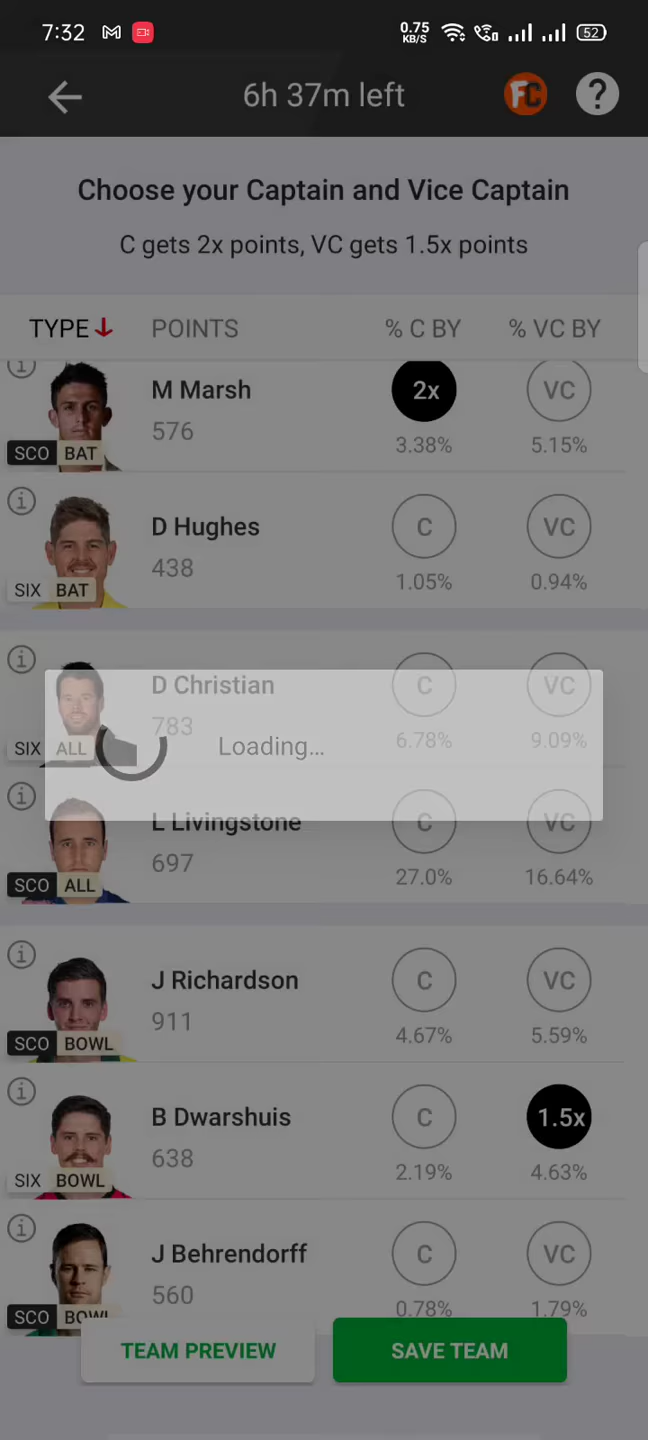 7:32
0.75
KB/S
52
6h 37m left
FC
?
Choose your Captain and Vice Captain
C gets 2x points, VC gets 1.5x points
TYPE POINTS % C BY % VC BY
M Marsh 2x VC
576
3.38% 5.15%
SCO BAT
D Hughes C VC
438
1.05% 0.94%
SIX BAT
D Christian C VC
783
6.78% 9.09%
SIX ALL
Loading...
L Livingstone C VC
697
27.0% 16.64%
SCO ALL
J Richardson C VC
911
4.67% 5.59%
SCO BOWL
B Dwarshuis C 1.5x
638
2.19% 4.63%
SIX BOWL
J Behrendorff C VC
560
0.78% 1.79%
SCO BOWL
TEAM PREVIEW SAVE TEAM